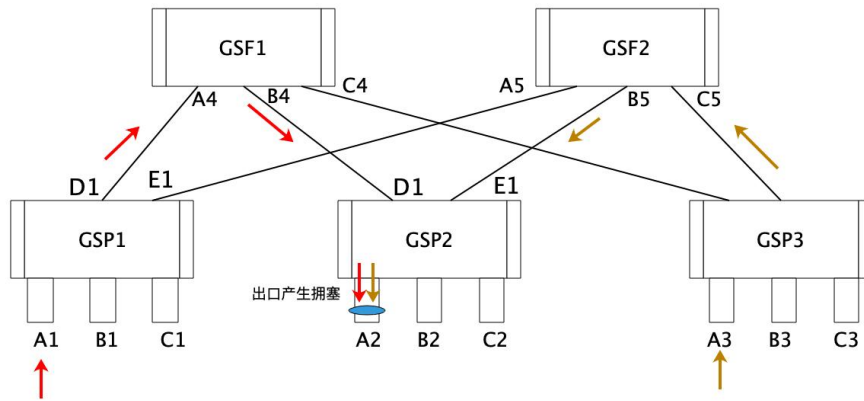 GSF1
GSF2
A4
B4
C4
A5
B5
C5
D1
E1
D1
E1
GSP1
GSP2
GSP3
出口产生拥塞
A1
B1
C1
A2
B2
C2
A3
B3
C3